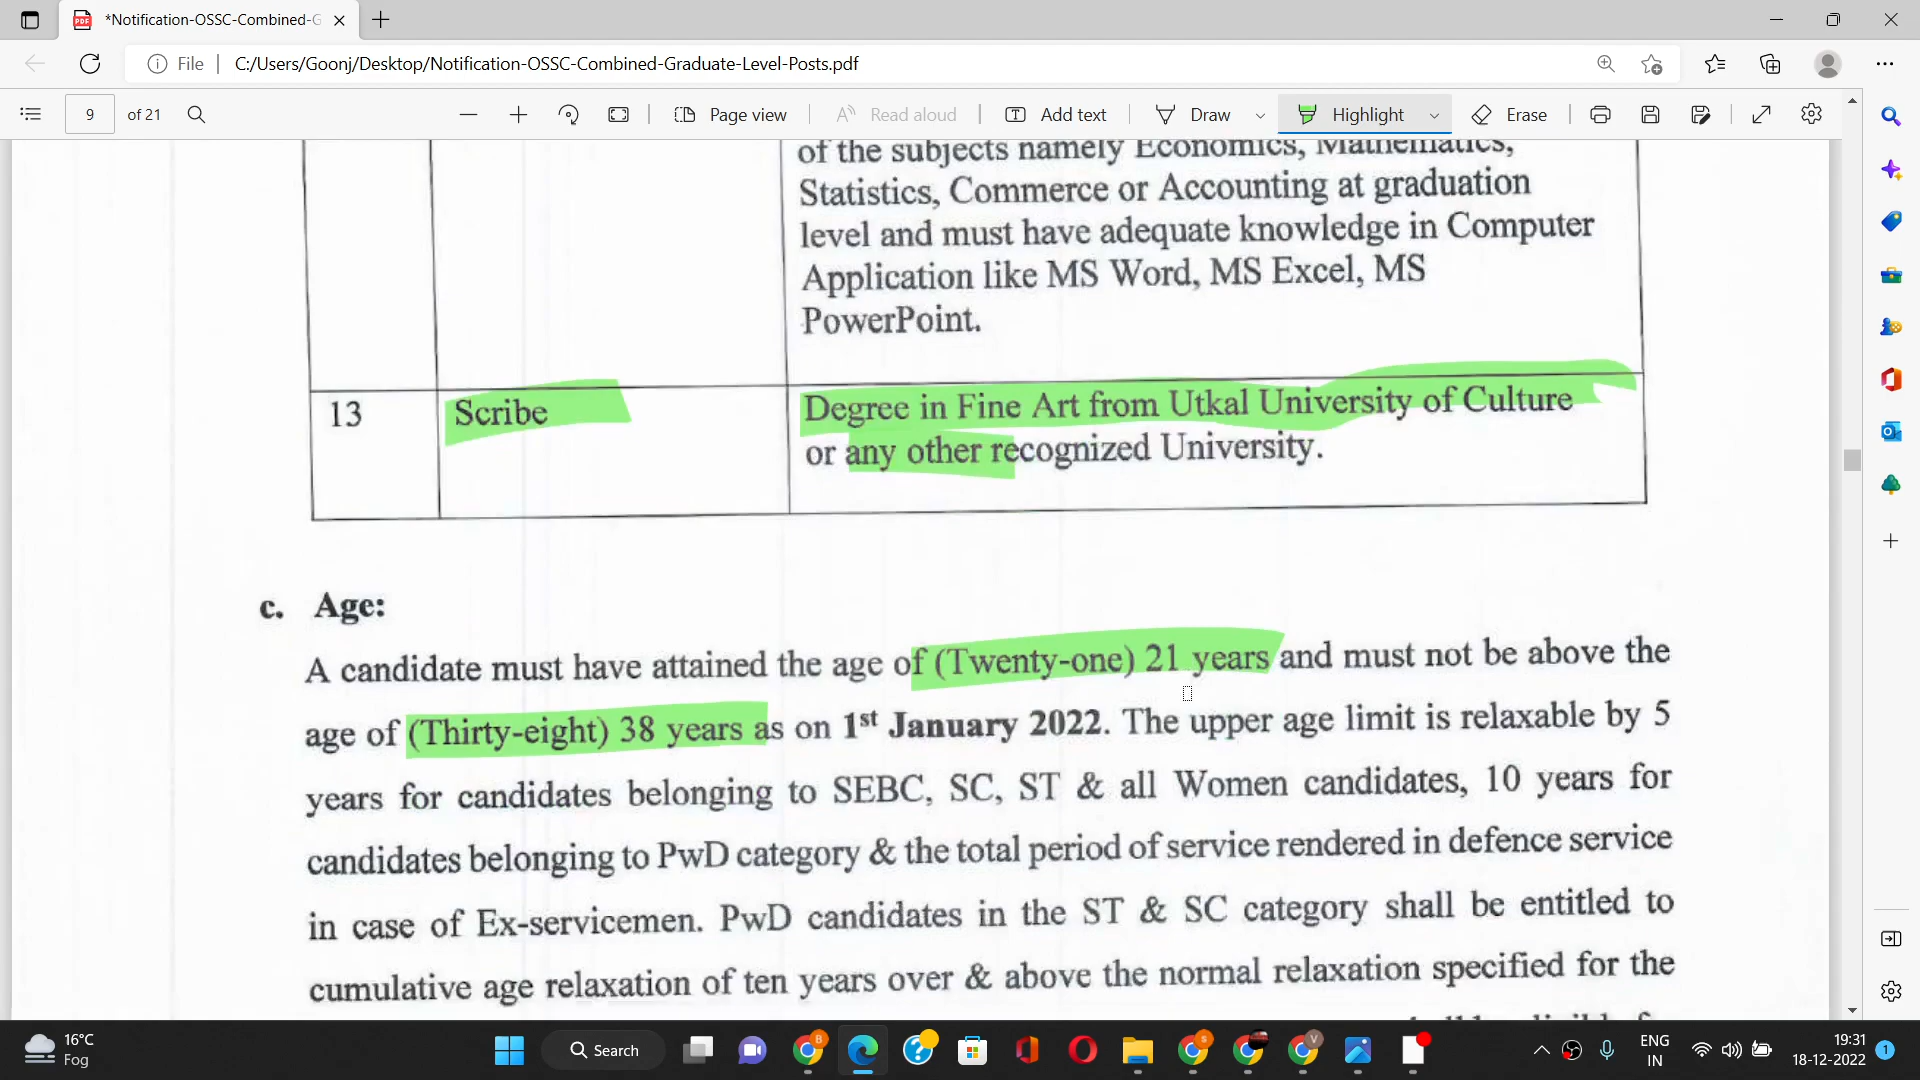 *Notification-OSSC-Combined-G
File
C:/Users/Goonj/Desktop/Notification-OSSC-Combined-Graduate-Level-Posts.pdf
9 of 21
Page view
Read aloud
Add text
Draw
Highlight
Erase
of the subjects namely Economics, Mathematics,
Statistics, Commerce or Accounting at graduation
level and must have adequate knowledge in Computer
Application like MS Word, MS Excel, MS
PowerPoint.
13 Scribe Degree in Fine Art from Utkal University of Culture
or any other recognized University.
c. Age:
A candidate must have attained the age of (Twenty-one) 21 years and must not be above the
age of (Thirty-eight) 38 years as on 1st January 2022. The upper age limit is relaxable by 5
years for candidates belonging to SEBC, SC, ST & all Women candidates, 10 years for
candidates belonging to PwD category & the total period of service rendered in defence service
in case of Ex-servicemen. PwD candidates in the ST & SC category shall be entitled to
cumulative age relaxation of ten years over & above the normal relaxation specified for the
16°C
Fog
Search
ENG
IN
19:31
18-12-2022
1